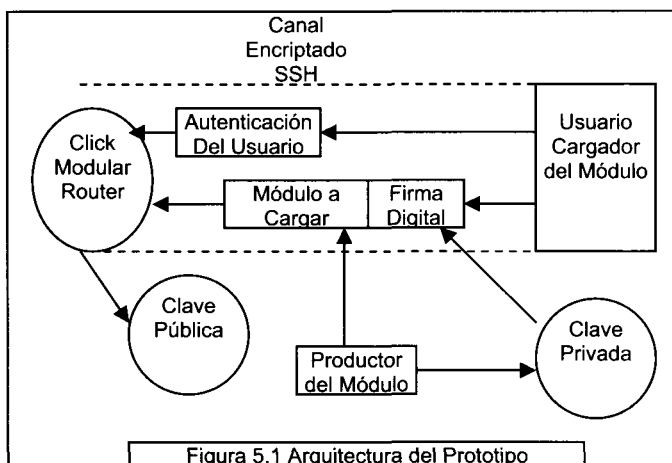 Canal
Encriptado
SSH
Autenticación
Del Usuario
Click
Modular
Router
Usuario
Cargador
del Módulo
Módulo a
Cargar
Firma
Digital
Clave
Pública
Clave
Privada
Productor
del Módulo
Figura 5.1 Arquitectura del Prototipo